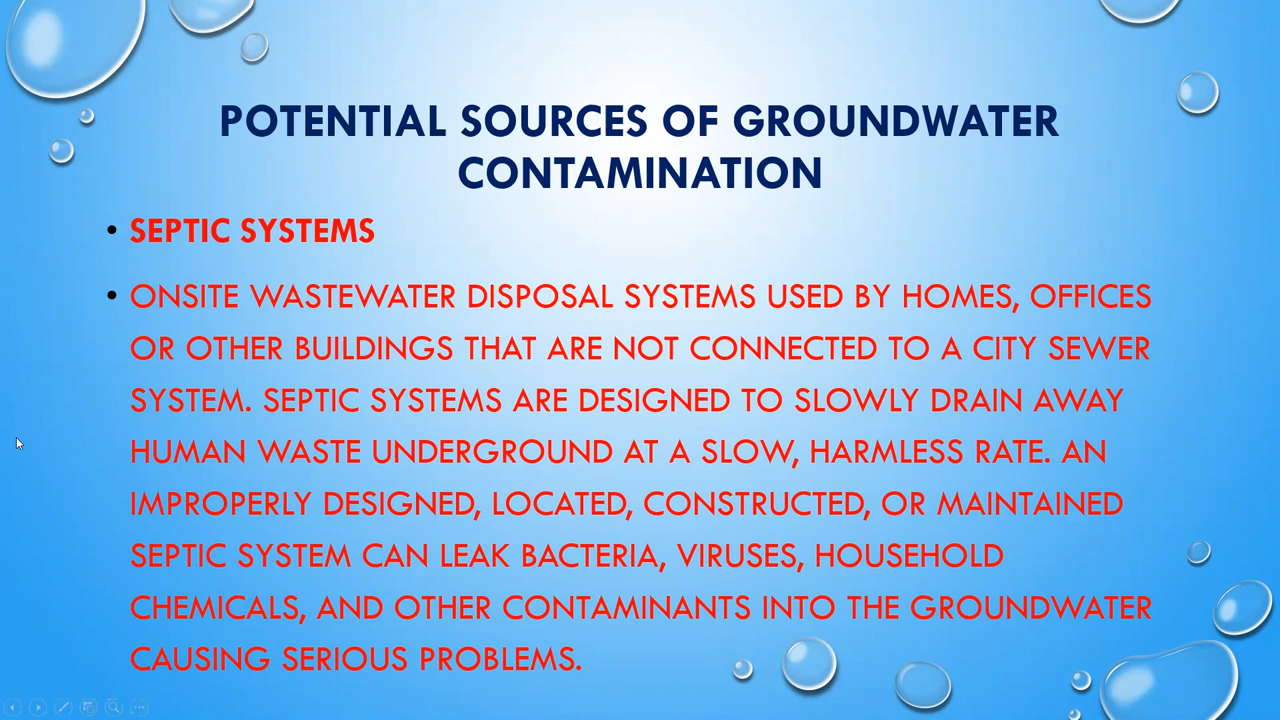 POTENTIAL SOURCES OF GROUNDWATER
CONTAMINATION
• SEPTIC SYSTEMS
• ONSITE WASTEWATER DISPOSAL SYSTEMS USED BY HOMES, OFFICES
OR OTHER BUILDINGS THAT ARE NOT CONNECTED TO A CITY SEWER
SYSTEM. SEPTIC SYSTEMS ARE DESIGNED TO SLOWLY DRAIN AWAY
HUMAN WASTE UNDERGROUND AT A SLOW, HARMLESS RATE. AN
IMPROPERLY DESIGNED, LOCATED, CONSTRUCTED, OR MAINTAINED
SEPTIC SYSTEM CAN LEAK BACTERIA, VIRUSES, HOUSEHOLD
CHEMICALS, AND OTHER CONTAMINANTS INTO THE GROUNDWATER
CAUSING SERIOUS PROBLEMS.